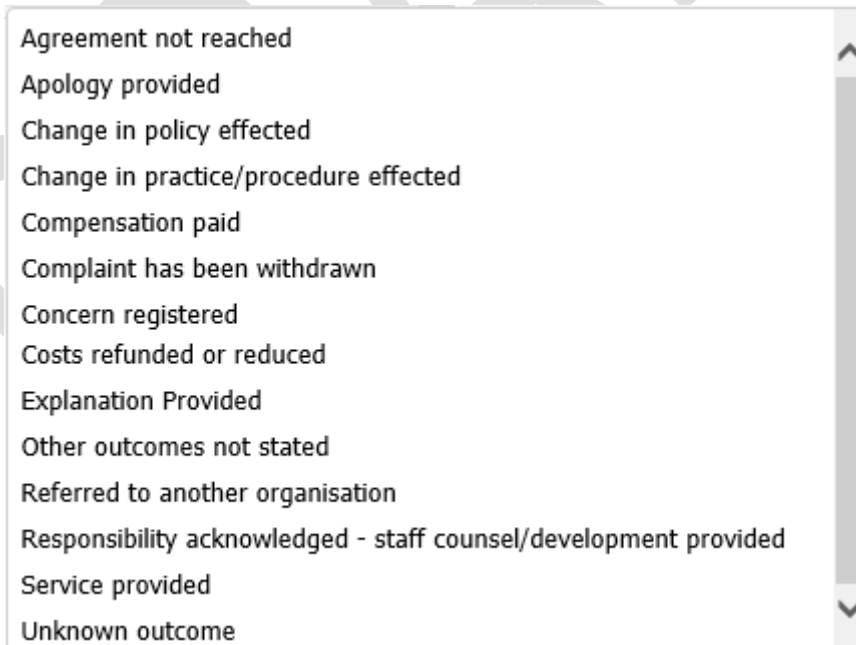 Agreement not reached
Apology provided
Change in policy effected
Change in practice/procedure effected
Compensation paid
Complaint has been withdrawn
Concern registered
Costs refunded or reduced
Explanation Provided
Other outcomes not stated
Referred to another organisation
Responsibility acknowledged - staff counsel/development provided
Service provided
Unknown outcome